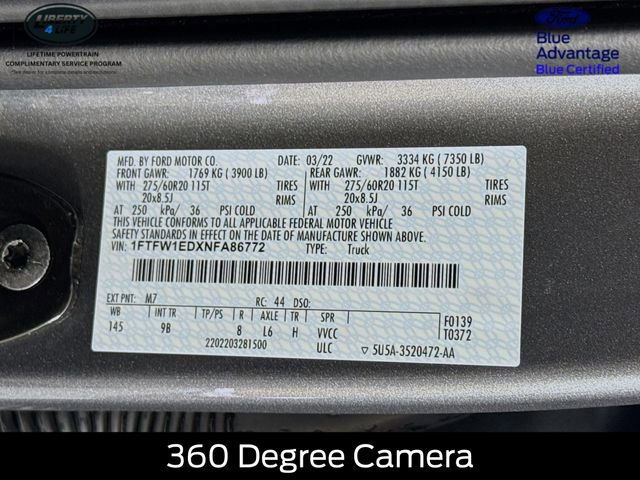 LIBERTY
4 LIFE
LIFETIME POWERTRAIN
COMPLIMENTARY SERVICE PROGRAM
Ford
Blue
Advantage
Blue Certified
MFD. BY FORD MOTOR CO. DATE: 03/22 GVWR: 3334 KG ( 7350 LB)
FRONT GAWR: 1769 KG ( 3900 LB) REAR GAWR: 1882 KG ( 4150 LB)
WITH 275/60R20 115T TIRES WITH 275/60R20 115T TIRES
20x8.5J RIMS 20x8.5J RIMS
AT 250 kPa/ 36 PSI COLD AT 250 kPa/ 36 PSI COLD
THIS VEHICLE CONFORMS TO ALL APPLICABLE FEDERAL MOTOR VEHICLE
SAFETY STANDARDS IN EFFECT ON
THE DATE OF MANUFACTURE SHOWN ABOVE.
VIN: 1FTFW1EDXNFA86772 TYPE: Truck
EXT PNT: M7 RC: 44 DSO:
WB INT TR TP/PS R AXLE TR SPR F0139
145 9B 8 L6 H VVCC T0372
2202203281500 ULC ▽ 5U5A-3520472-AA
360 Degree Camera